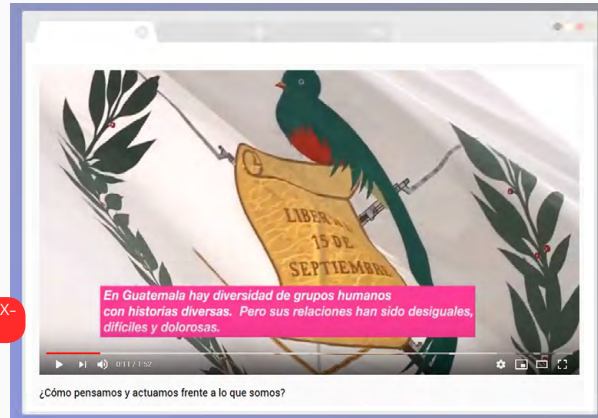 LIBER
15 DE
SEPTIEMBRE
En Guatemala hay diversidad de grupos humanos
con historias diversas. Pero sus relaciones han sido desiguales,
difíciles y dolorosas.
X-
0:11 / 1:52
¿Cómo pensamos y actuamos frente a lo que somos?